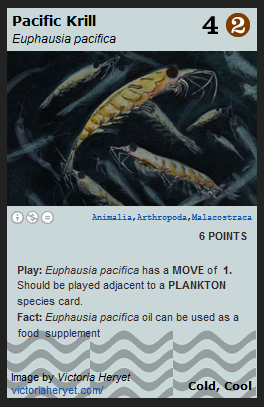 Pacific Krill
Euphausia pacifica
4 2
Animalia,Arthropoda,Malacostraca
6 POINTS
Play: Euphausia pacifica has a MOVE of 1.
Should be played adjacent to a PLANKTON
species card.
Fact: Euphausia pacifica oil can be used as a
food supplement
Image by Victoria Heryet
victoriaheryet.com/
Cold, Cool